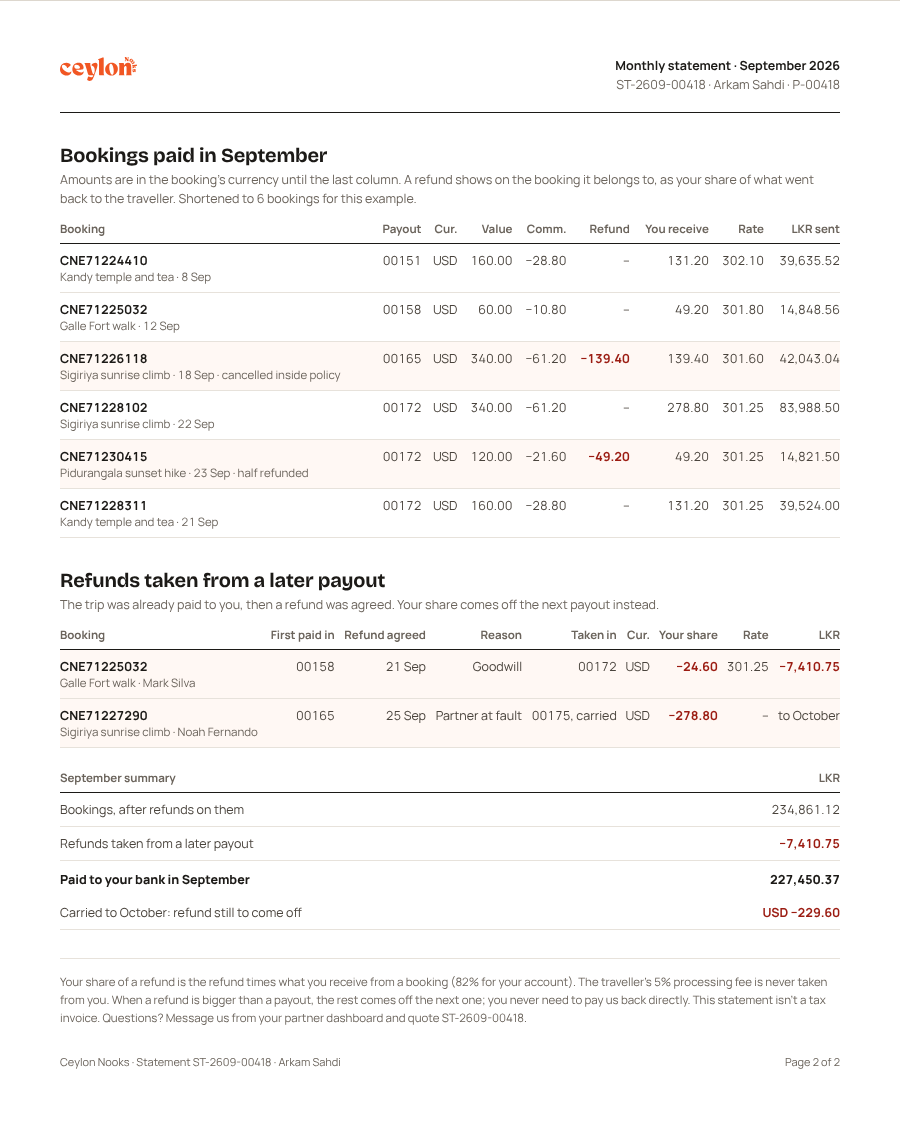 ceylon
Monthly statement · September 2026
ST-2609-00418 · Arkam Sahdi · P-00418
Bookings paid in September
Amounts are in the booking's currency until the last column. A refund shows on the booking it belongs to, as your share of what went
back to the traveller. Shortened to 6 bookings for this example.
Booking Payout Cur. Value Comm. Refund You receive Rate LKR sent
CNE71224410 00151 USD 160.00 −28.80 – 131.20 302.10 39,635.52
Kandy temple and tea · 8 Sep
CNE71225032 00158 USD 60.00 −10.80 – 49.20 301.80 14,848.56
Galle Fort walk · 12 Sep
CNE71226118 00165 USD 340.00 −61.20 −139.40 139.40 301.60 42,043.04
Sigiriya sunrise climb · 18 Sep · cancelled inside policy
CNE71228102 00172 USD 340.00 −61.20 – 278.80 301.25 83,988.50
Sigiriya sunrise climb · 22 Sep
CNE71230415 00172 USD 120.00 −21.60 −49.20 49.20 301.25 14,821.50
Pidurangala sunset hike · 23 Sep · half refunded
CNE71228311 00172 USD 160.00 −28.80 – 131.20 301.25 39,524.00
Kandy temple and tea · 21 Sep
Refunds taken from a later payout
The trip was already paid to you, then a refund was agreed. Your share comes off the next payout instead.
Booking First paid in Refund agreed Reason Taken in Cur. Your share Rate LKR
CNE71225032 00158 21 Sep Goodwill 00172 USD −24.60 301.25 −7,410.75
Galle Fort walk · Mark Silva
CNE71227290 00165 25 Sep Partner at fault 00175, carried USD −278.80 – to October
Sigiriya sunrise climb · Noah Fernando
September summary LKR
Bookings, after refunds on them 234,861.12
Refunds taken from a later payout −7,410.75
Paid to your bank in September 227,450.37
Carried to October: refund still to come off USD −229.60
Your share of a refund is the refund times what you receive from a booking (82% for your account). The traveller's 5% processing fee is never taken
from you. When a refund is bigger than a payout, the rest comes off the next one; you never need to pay us back directly. This statement isn't a tax
invoice. Questions? Message us from your partner dashboard and quote ST-2609-00418.
Ceylon Nooks · Statement ST-2609-00418 · Arkam Sahdi Page 2 of 2